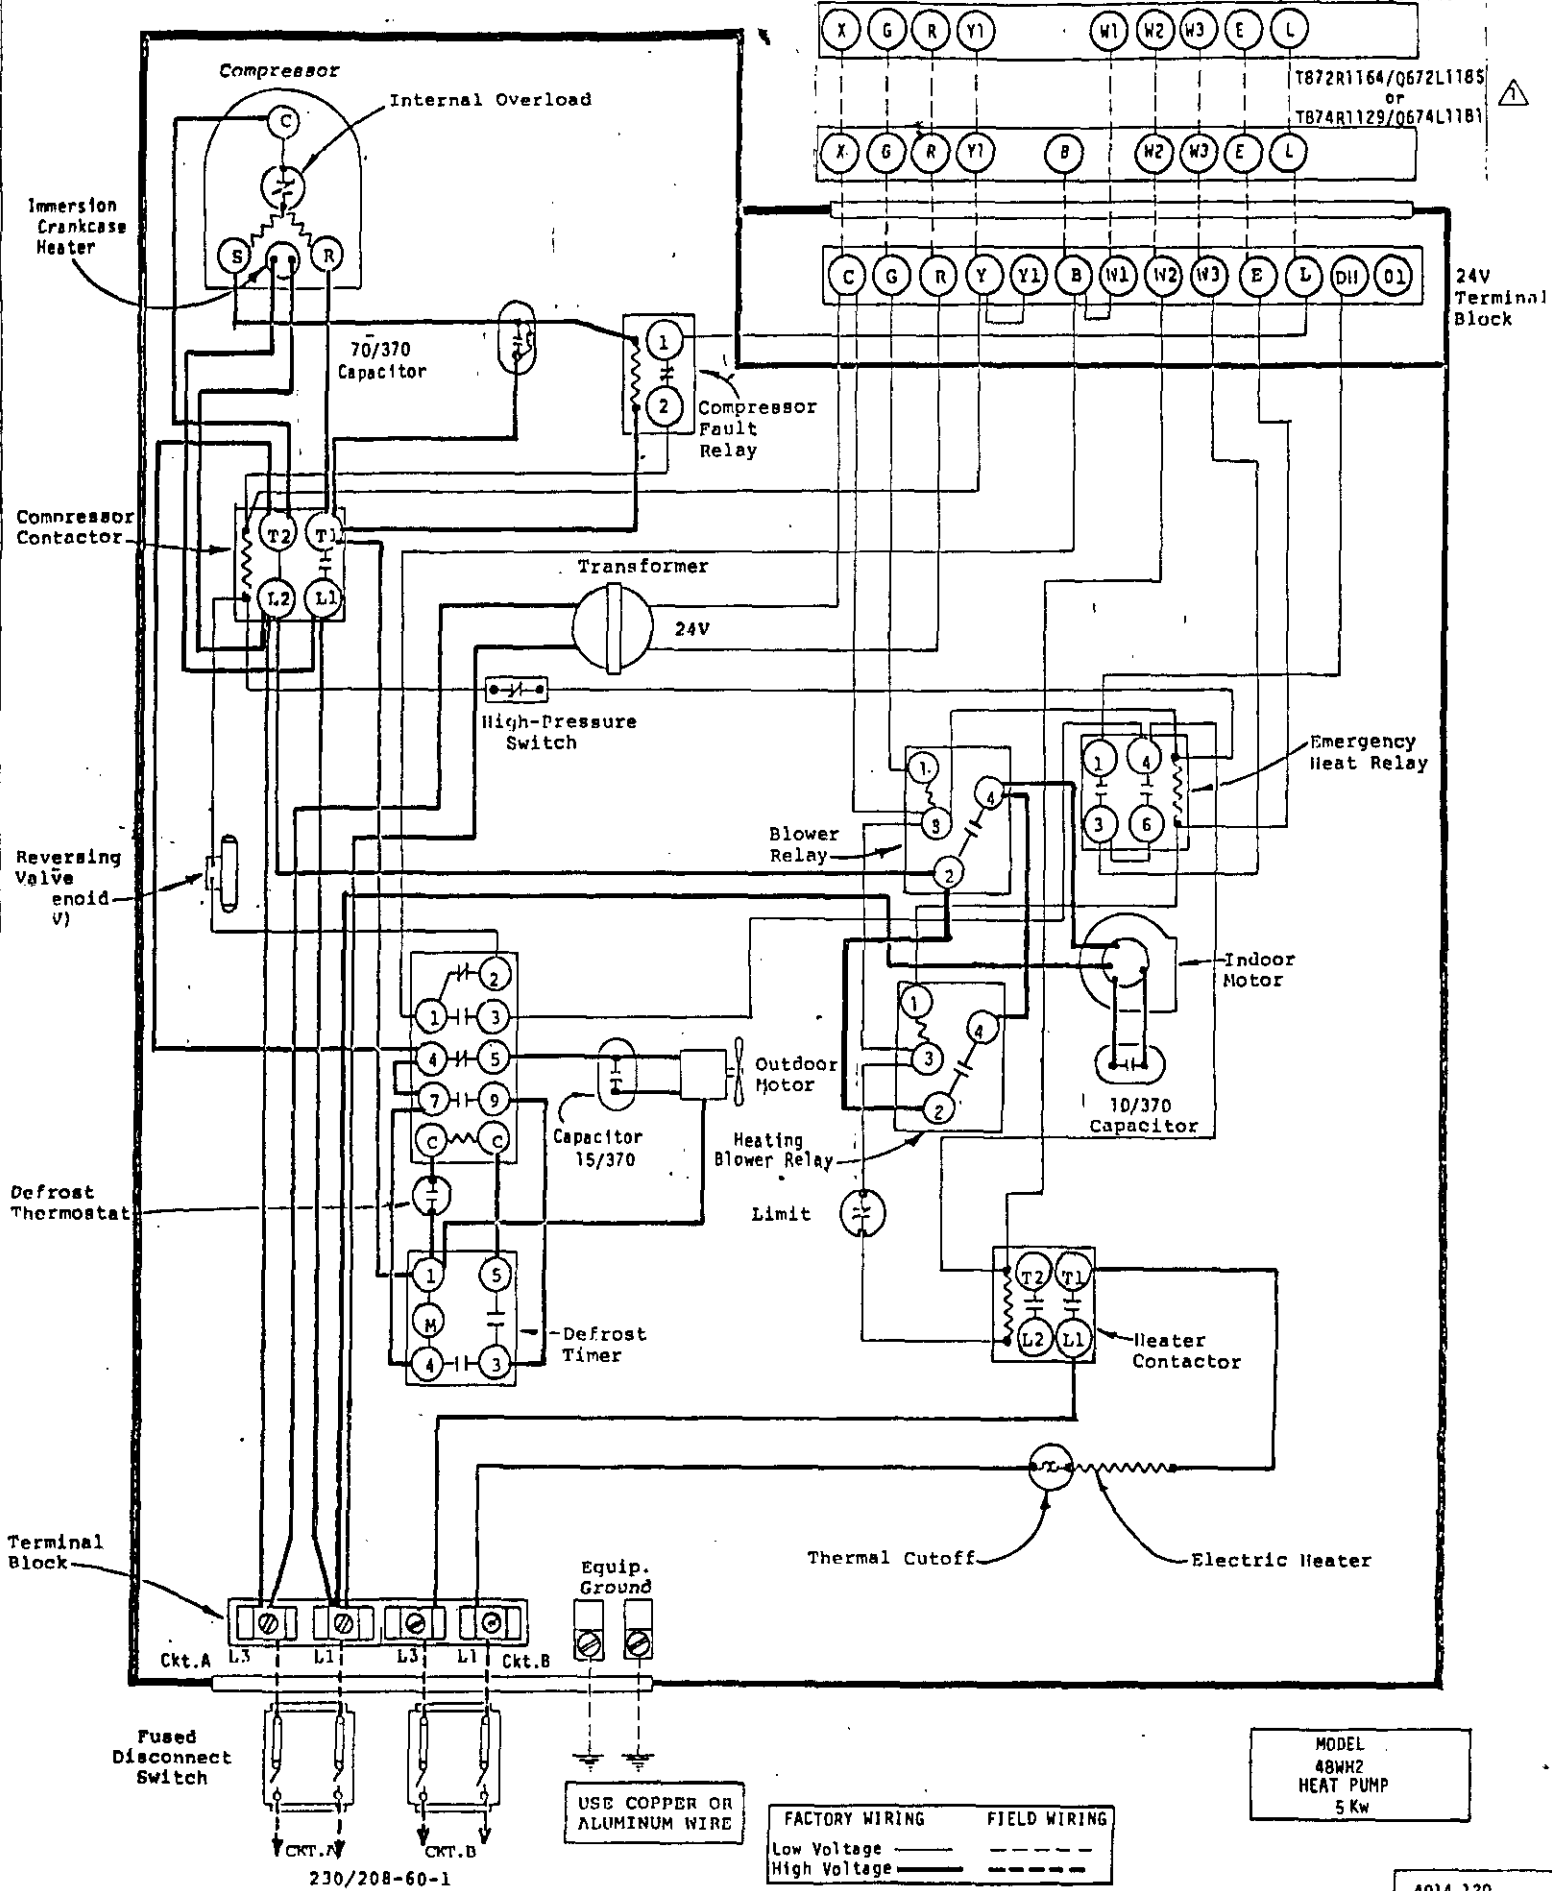 X G R Y1 W1 W2 W3 E L
T872R1164/Q672L1185
or
T874R1129/Q674L1181
1
X G R Y1 B W2 W3 E L
C G R Y Y1 B W1 W2 W3 E L DH O1
24V
Terminal
Block
Compressor
Internal Overload
C
S R
Immersion
Crankcase
Heater
70/370
Capacitor
1
2
Compressor
Fault
Relay
Compressor
Contactor
T2 T1
L2 L1
Transformer
24V
High-Pressure
Switch
Emergency
Heat Relay
1 4
3 6
Blower
Relay
1
4
3
2
Reversing
Valve
enoid
V)
Indoor
Motor
10/370
Capacitor
2
1 3
4 5
7 9
C C
Outdoor
Motor
Capacitor
15/370
1
4
3
2
Heating
Blower Relay
Defrost
Thermostat
Limit
1 5
M
4 3
Defrost
Timer
T2 T1
L2 L1
Heater
Contactor
Thermal Cutoff
Electric Heater
Terminal
Block
Equip.
Ground
Ckt.A L3 L1 L3 L1 Ckt.B
Fused
Disconnect
Switch
CKT.A CKT.B
230/208-60-1
USE COPPER OR
ALUMINUM WIRE
FACTORY WIRING FIELD WIRING
Low Voltage
High Voltage
MODEL
48WH2
HEAT PUMP
5 Kw